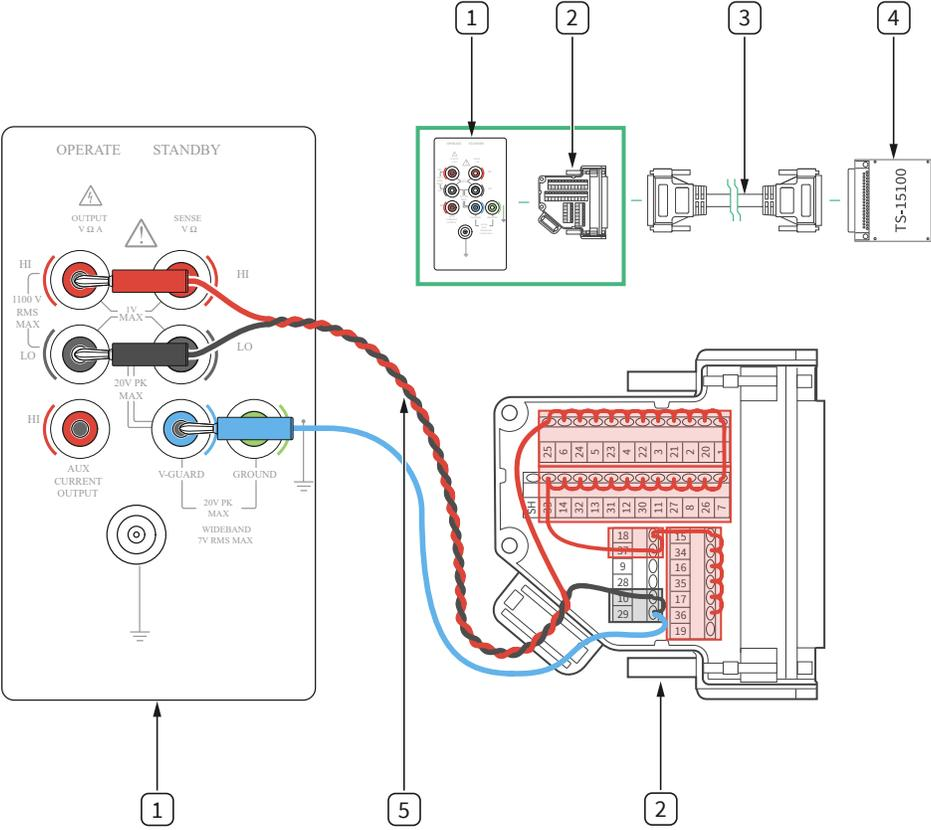 1
2
3
4
TS-15100
OPERATE STANDBY
OUTPUT
V Ω A
SENSE
V Ω
HI
HI
1100 V
RMS
MAX
1V
MAX
LO
LO
20V PK
MAX
HI
AUX
CURRENT
OUTPUT
V-GUARD
GROUND
20V PK
MAX
WIDEBAND
7V RMS MAX
25 6 24 5 23 4 22 3 21 2 20 1
SH 33 14 32 13 31 12 30 11 27 8 26 7
18 15
37 34
9 16
28 35
10 17
29 36
19
1
5
2